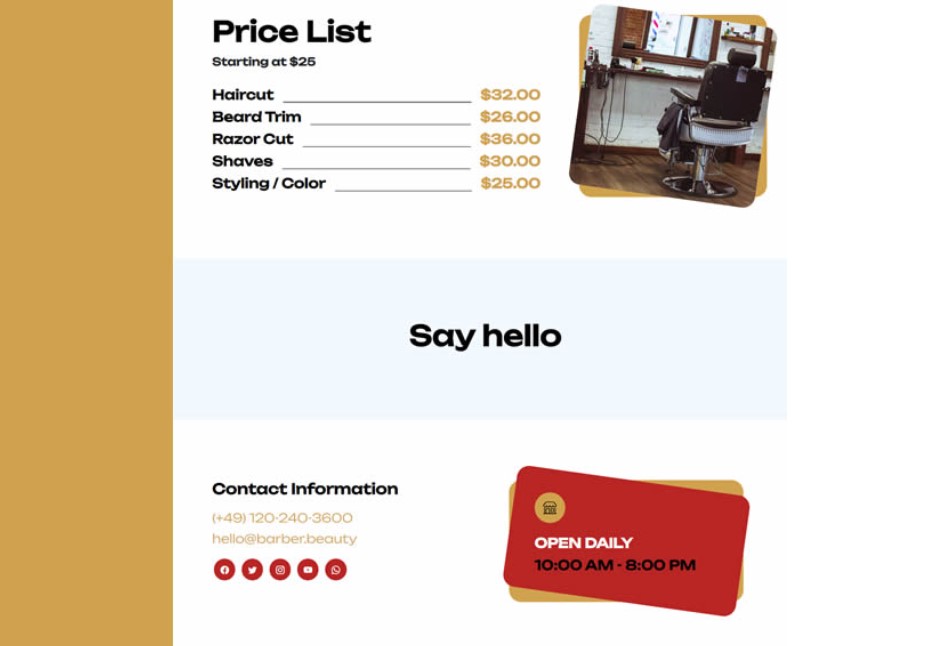 Price List
Starting at $25
Haircut $32.00
Beard Trim $26.00
Razor Cut $36.00
Shaves $30.00
Styling / Color $25.00
Say hello
Contact Information
(+49) 120-240-3600
hello@barber.beauty
OPEN DAILY
10:00 AM - 8:00 PM